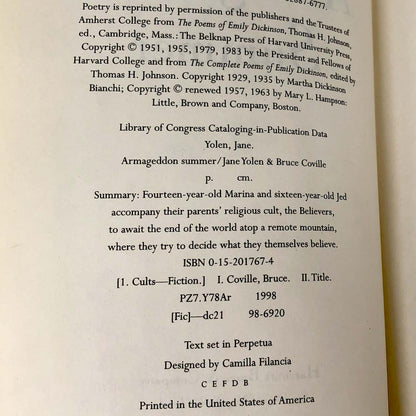 32887-6777.
Poetry is reprinted by permission of the publishers and the Trustees of
Amherst College from The Poems of Emily Dickinson, Thomas H. Johnson,
ed., Cambridge, Mass.: The Belknap Press of Harvard University Press,
Copyright © 1951, 1955, 1979, 1983 by the President and Fellows of
Harvard College and from The Complete Poems of Emily Dickinson, edited by
Thomas H. Johnson. Copyright 1929, 1935 by Martha Dickinson
Bianchi; Copyright © renewed 1957, 1963 by Mary L. Hampson:
Little, Brown and Company, Boston.
Library of Congress Cataloging-in-Publication Data
Yolen, Jane.
Armageddon summer/Jane Yolen & Bruce Coville
p. cm.
Summary: Fourteen-year-old Marina and sixteen-year-old Jed
accompany their parents' religious cult, the Believers,
to await the end of the world atop a remote mountain,
where they try to decide what they themselves believe.
ISBN 0-15-201767-4
[1. Cults—Fiction.] I. Coville, Bruce. II. Title.
PZ7.Y78Ar 1998
[Fic]—dc21 98-6920
Text set in Perpetua
Designed by Camilla Filancia
C E F D B
Printed in the United States of America